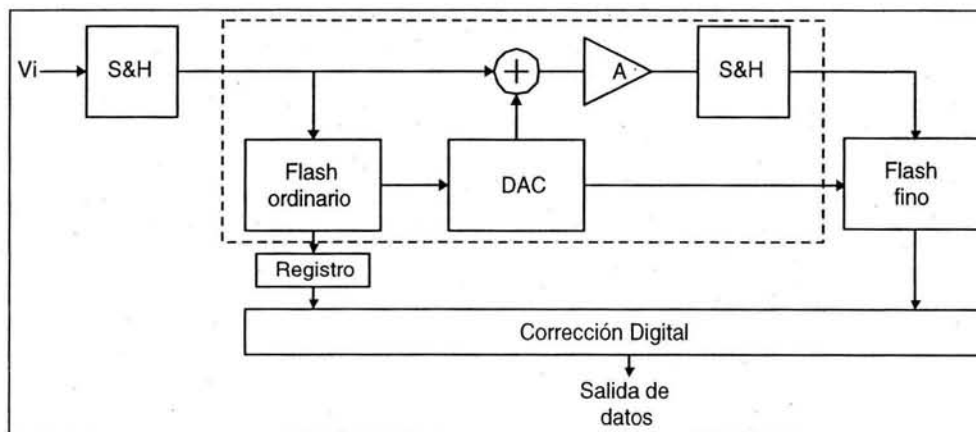 Vi
S&H
A
S&H
Flash
ordinario
DAC
Flash
fino
Registro
Corrección Digital
Salida de
datos